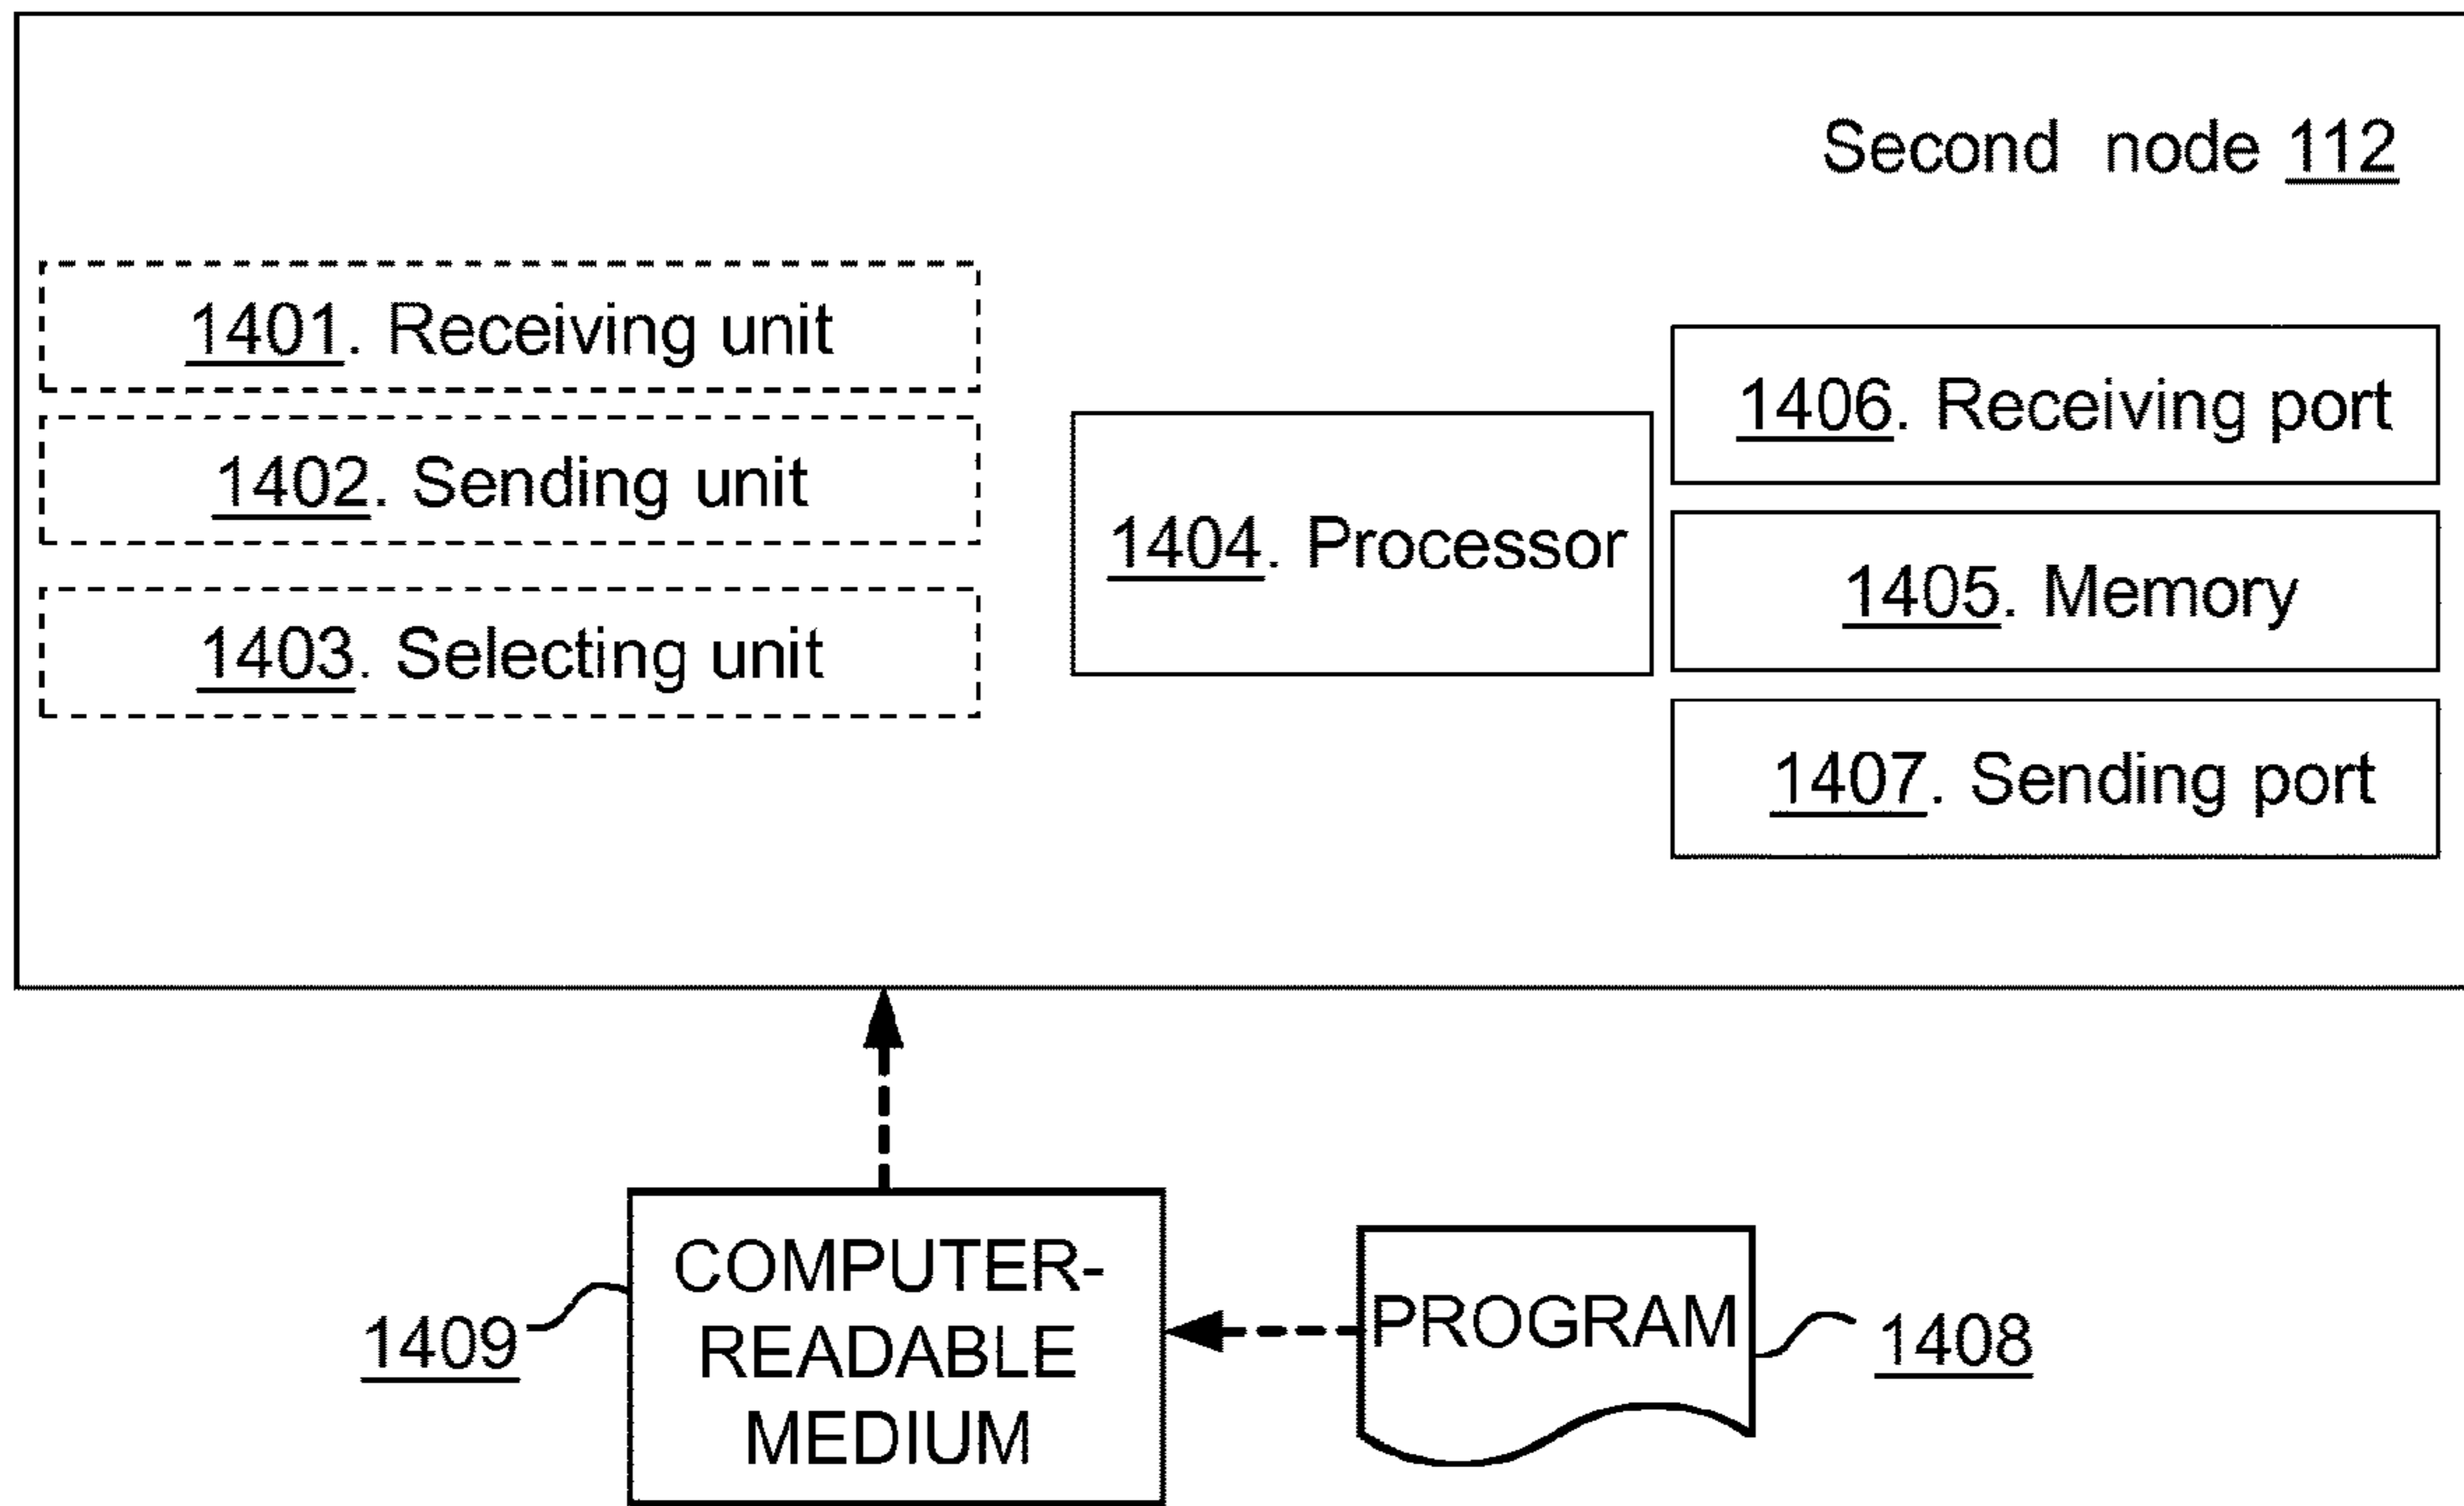 Second node 112
1401. Receiving unit
1402. Sending unit
1403. Selecting unit
1404. Processor
1406. Receiving port
1405. Memory
1407. Sending port
COMPUTER-
READABLE
MEDIUM
1409
PROGRAM
1408